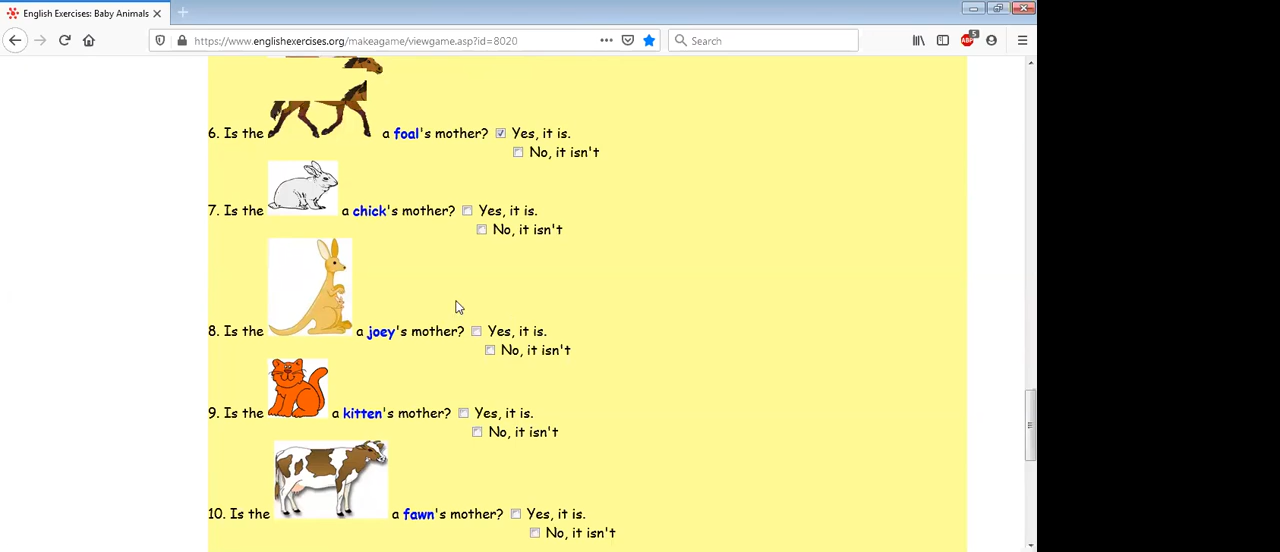 English Exercises: Baby Animals
https://www.englishexercises.org/makeagame/viewgame.asp?id=8020
Search
ABP
5
6. Is the a foal's mother? Yes, it is.
No, it isn't
7. Is the a chick's mother? Yes, it is.
No, it isn't
8. Is the a joey's mother? Yes, it is.
No, it isn't
9. Is the a kitten's mother? Yes, it is.
No, it isn't
10. Is the a fawn's mother? Yes, it is.
No, it isn't